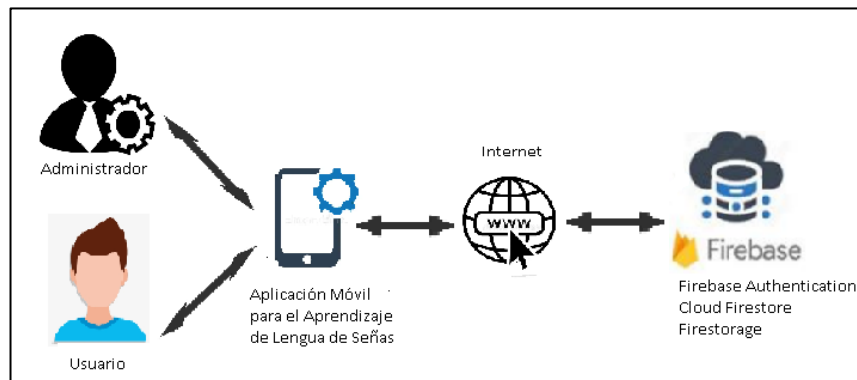 Administrador
Usuario
Aplicación Móvil
para el Aprendizaje
de Lengua de Señas
Internet
www
Firebase
Firebase Authentication
Cloud Firestore
Firestorage